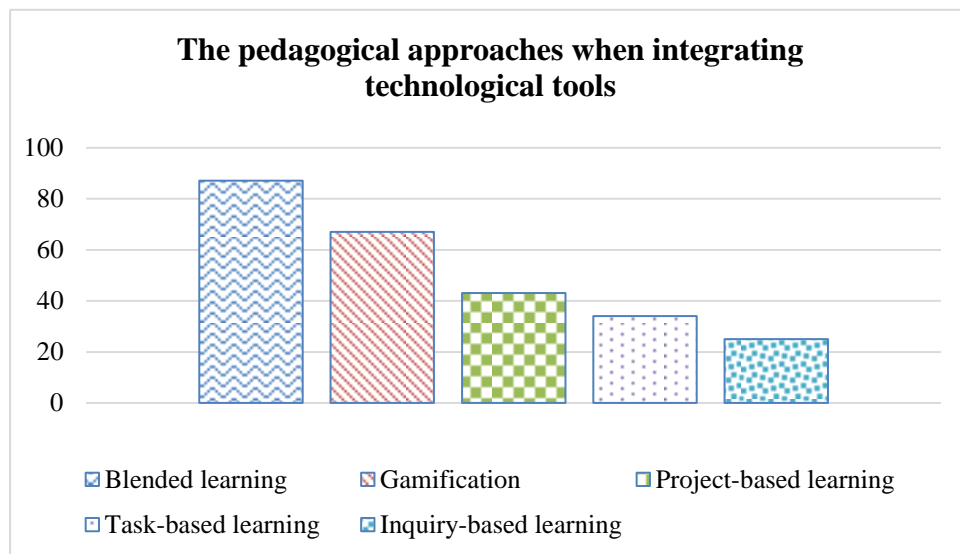 The pedagogical approaches when integrating
technological tools
100
80
60
40
20
0
Blended learning Gamification Project-based learning
Task-based learning Inquiry-based learning